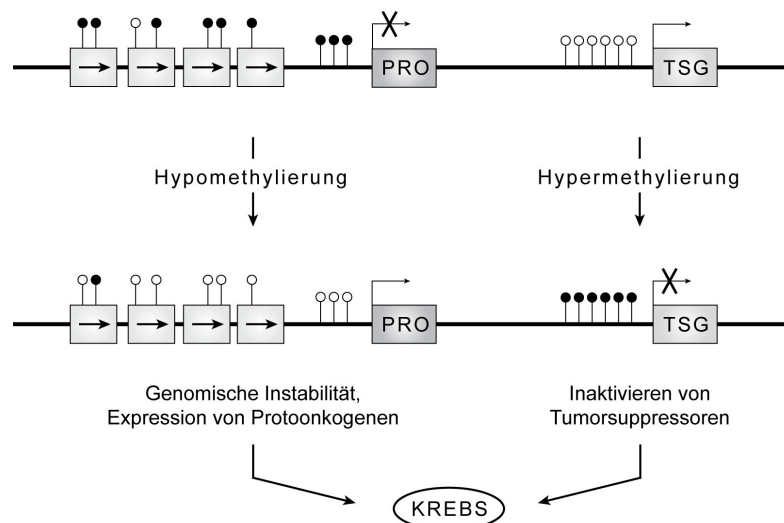 PRO
TSG
Hypomethylierung
Hypermethylierung
PRO
TSG
Genomische Instabilität,
Expression von Protoonkogenen
Inaktivieren von
Tumorsuppressoren
KREBS